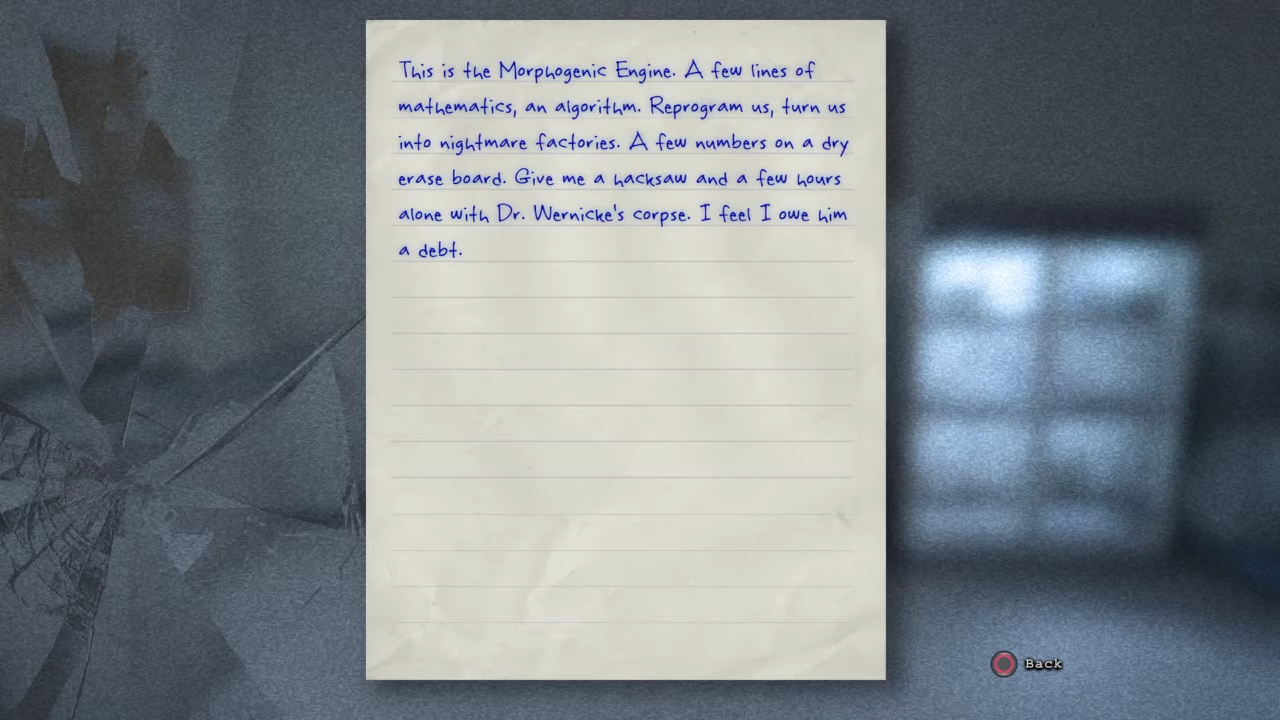 This is the Morphogenic Engine. A few lines of
mathematics, an algorithm. Reprogram us, turn us
into nightmare factories. A few numbers on a dry
erase board. Give me a hacksaw and a few hours
alone with Dr. Wernicke's corpse. I feel I owe him
a debt.
Back